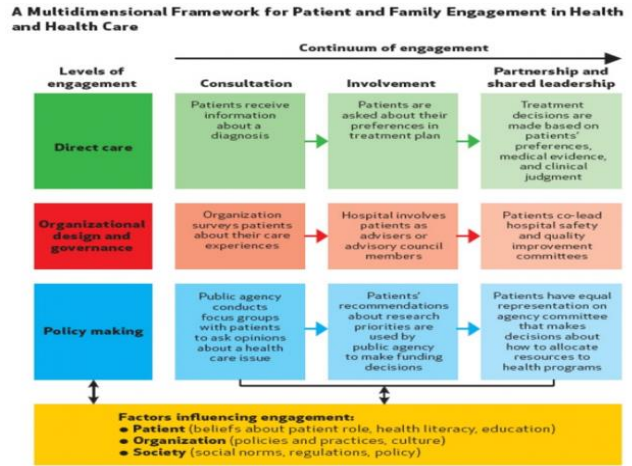 A Multidimensional Framework for Patient and Family Engagement in Health
and Health Care
Continuum of engagement
Levels of
engagement
Consultation
Involvement
Partnership and
shared leadership
Direct care
Patients receive
information
about a
diagnosis
Patients are
asked about their
preferences in
treatment plan
Treatment
decisions are
made based on
patients'
preferences,
medical evidence,
and clinical
judgment
Organizational
design and
governance
Organization
surveys patients
about their care
experiences
Hospital involves
patients as
advisers or
advisory council
members
Patients co-lead
hospital safety
and quality
improvement
committees
Policy making
Public agency
conducts
focus groups
with patients
to ask opinions
about a health
care issue
Patients'
recommendations
about research
priorities are
used by
public agency
to make funding
decisions
Patients have equal
representation on
agency committee
that makes
decisions about
how to allocate
resources to
health programs
Factors influencing engagement:
• Patient (beliefs about patient role, health literacy, education)
• Organization (policies and practices, culture)
• Society (social norms, regulations, policy)